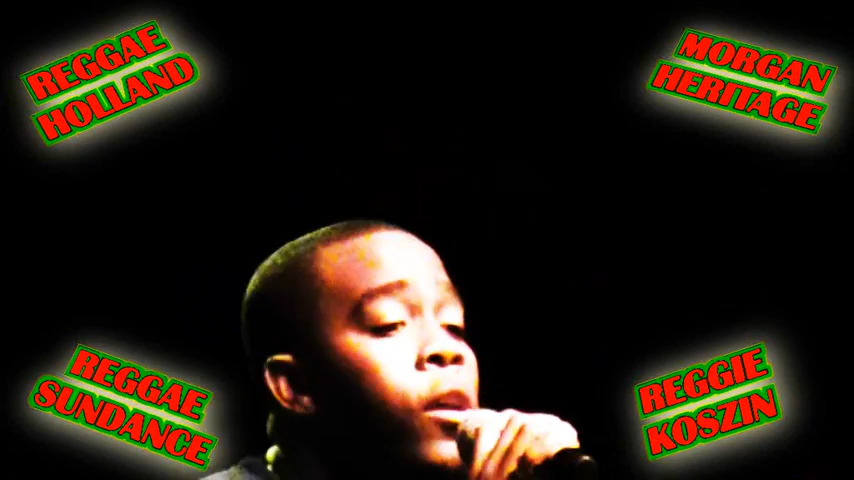 REGGAE
HOLLAND
MORGAN
HERITAGE
REGGAE
SUNDANCE
REGGIE
KOSZIN